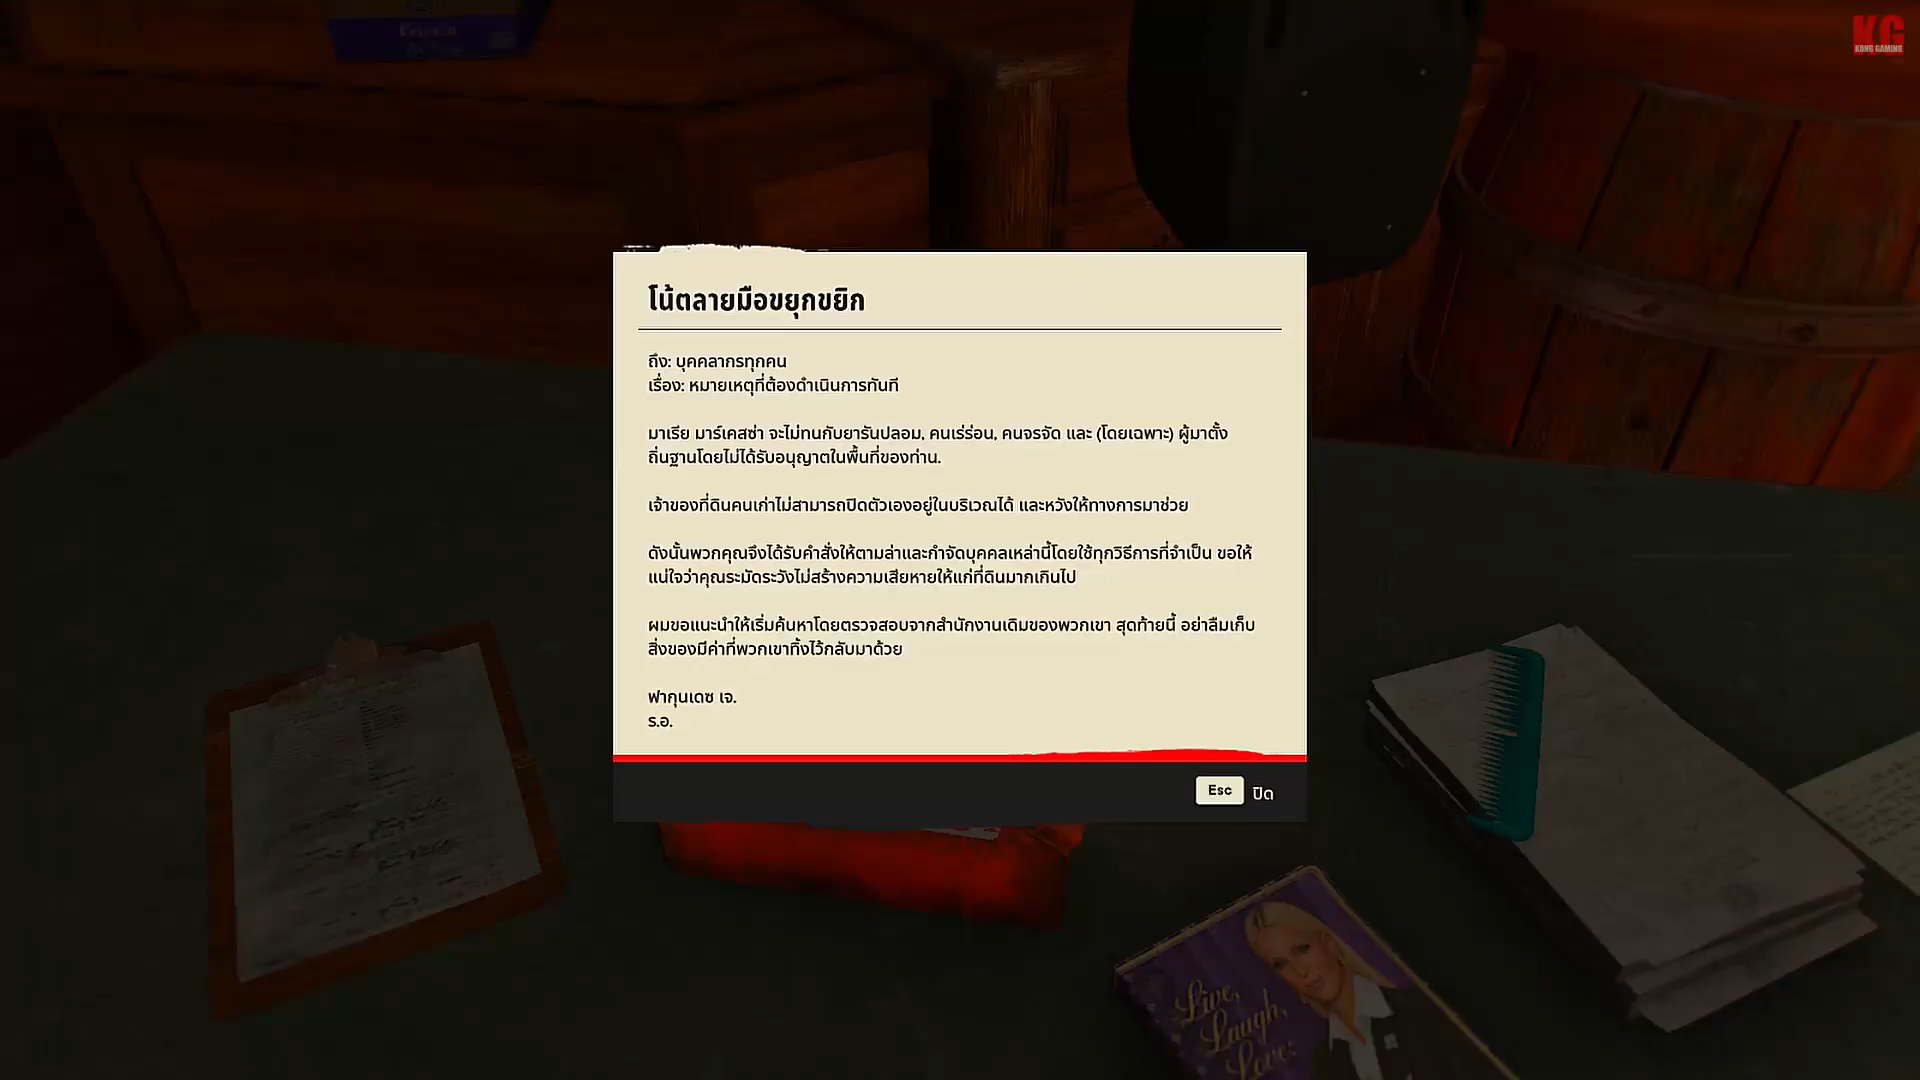 KG
KONG GAMING
โน้ตลายมือขยุกขยิก
ถึง: บุคคลากรทุกคน
เรื่อง: หมายเหตุที่ต้องดำเนินการทันที
มาเรีย มาร์เคสซ่า จะไม่ทนกับยารันปลอม, คนเร่ร่อน, คนจรจัด และ (โดยเฉพาะ) ผู้มาตั้ง
ถิ่นฐานโดยไม่ได้รับอนุญาตในพื้นที่ของท่าน.
เจ้าของที่ดินคนเก่าไม่สามารถปิดตัวเองอยู่ในบริเวณได้ และหวังให้ทางการมาช่วย
ดังนั้นพวกคุณจึงได้รับคำสั่งให้ตามล่าและกำจัดบุคคลเหล่านี้โดยใช้ทุกวิธีการที่จำเป็น ขอให้
แน่ใจว่าคุณระมัดระวังไม่สร้างความเสียหายให้แก่ที่ดินมากเกินไป
ผมขอแนะนำให้เริ่มค้นหาโดยตรวจสอบจากสำนักงานเดิมของพวกเขา สุดท้ายนี้ อย่าลืมเก็บ
สิ่งของมีค่าที่พวกเขาทิ้งไว้กลับมาด้วย
ฟากุนเดซ เจ.
ร.อ.
Esc ปิด
Live,
Laugh,
Love